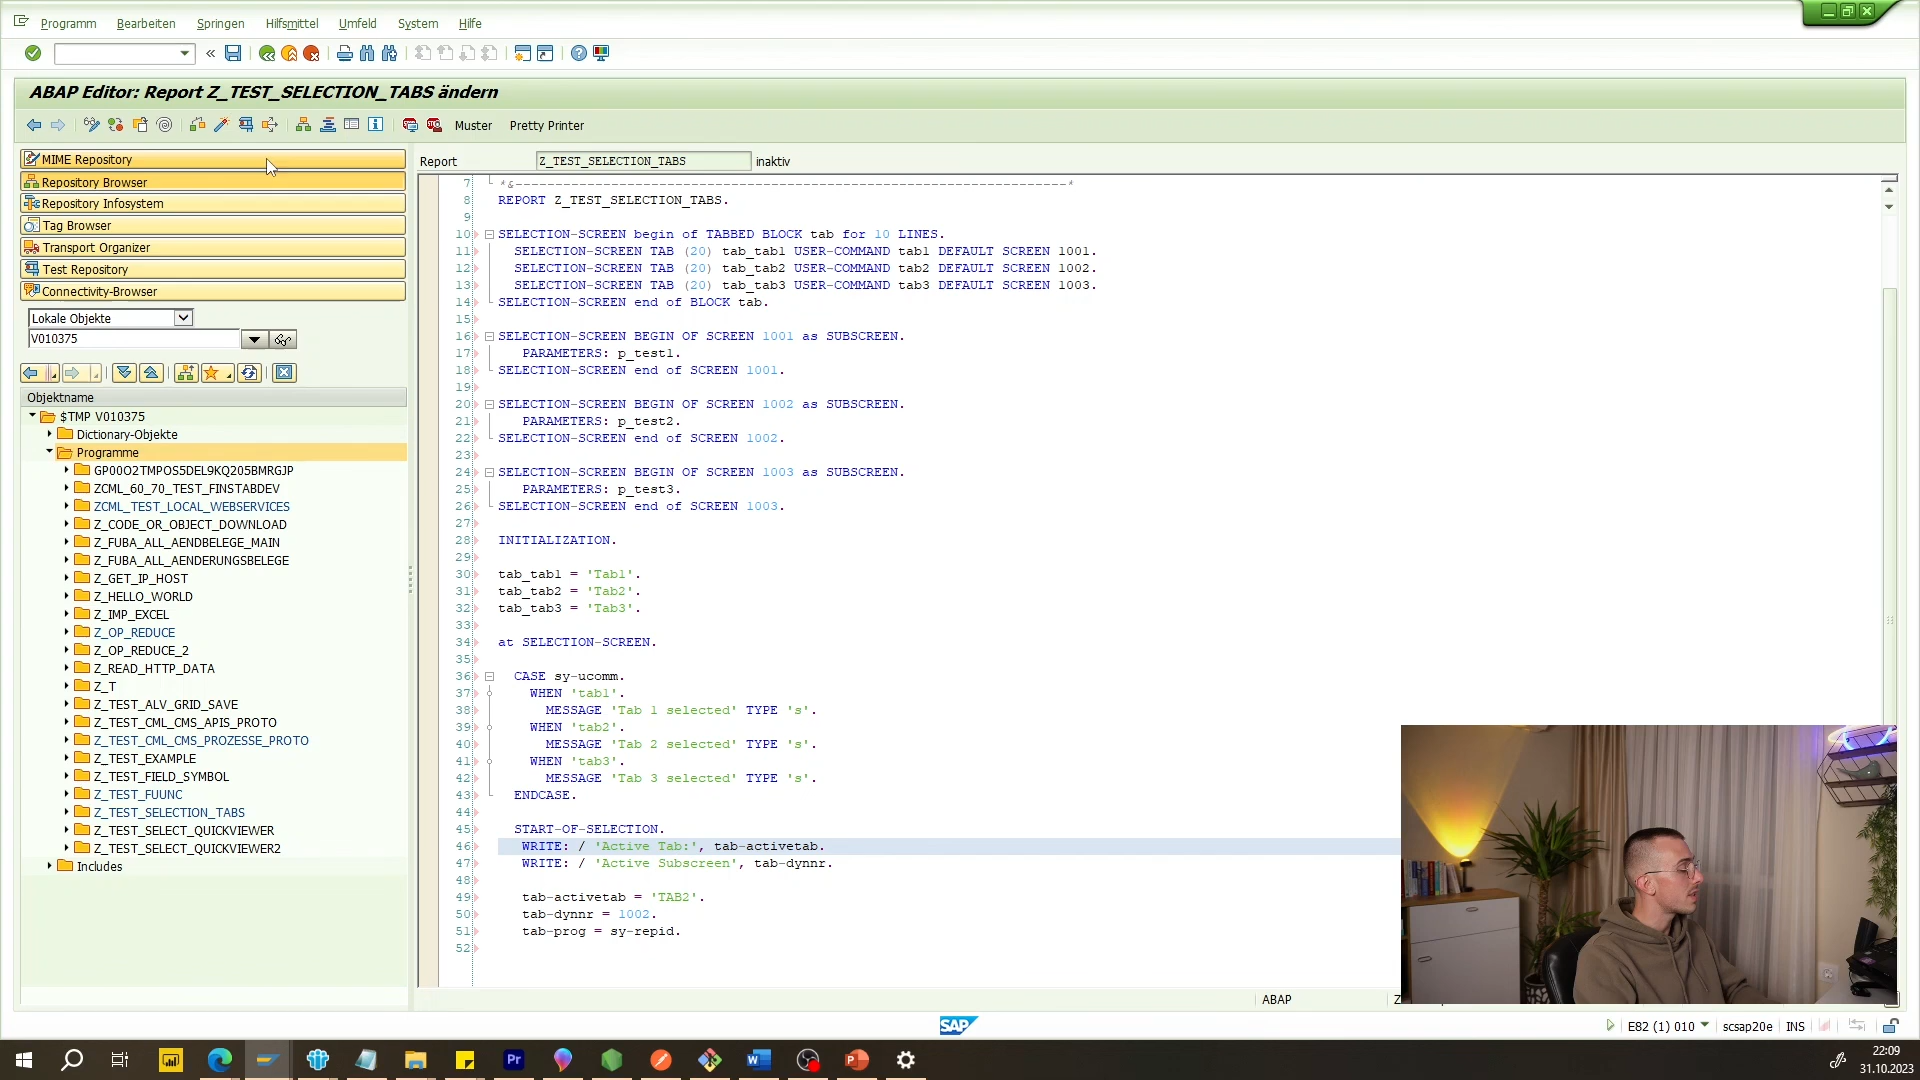 Programm Bearbeiten Springen Hilfsmittel Umfeld System Hilfe
ABAP Editor: Report Z_TEST_SELECTION_TABS ändern
Muster Pretty Printer
MIME Repository
Repository Browser
Repository Infosystem
Tag Browser
Transport Organizer
Test Repository
Connectivity-Browser
Lokale Objekte
V010375
Objektname
$TMP V010375
Dictionary-Objekte
Programme
GP00O2TMPOS5DEL9KQ205BMRGJP
ZCML_60_70_TEST_FINSTABDEV
ZCML_TEST_LOCAL_WEBSERVICES
Z_CODE_OR_OBJECT_DOWNLOAD
Z_FUBA_ALL_AENDBELEGE_MAIN
Z_FUBA_ALL_AENDERUNGSBELEGE
Z_GET_IP_HOST
Z_HELLO_WORLD
Z_IMP_EXCEL
Z_OP_REDUCE
Z_OP_REDUCE_2
Z_READ_HTTP_DATA
Z_T
Z_TEST_ALV_GRID_SAVE
Z_TEST_CML_CMS_APIS_PROTO
Z_TEST_CML_CMS_PROZESSE_PROTO
Z_TEST_EXAMPLE
Z_TEST_FIELD_SYMBOL
Z_TEST_FUUNC
Z_TEST_SELECTION_TABS
Z_TEST_SELECT_QUICKVIEWER
Z_TEST_SELECT_QUICKVIEWER2
Includes
Report Z_TEST_SELECTION_TABS inaktiv
7 *&---------------------------------------------------------------------*
8 REPORT Z_TEST_SELECTION_TABS.
9
10 SELECTION-SCREEN begin of TABBED BLOCK tab for 10 LINES.
11 SELECTION-SCREEN TAB (20) tab_tab1 USER-COMMAND tab1 DEFAULT SCREEN 1001.
12 SELECTION-SCREEN TAB (20) tab_tab2 USER-COMMAND tab2 DEFAULT SCREEN 1002.
13 SELECTION-SCREEN TAB (20) tab_tab3 USER-COMMAND tab3 DEFAULT SCREEN 1003.
14 SELECTION-SCREEN end of BLOCK tab.
15
16 SELECTION-SCREEN BEGIN OF SCREEN 1001 as SUBSCREEN.
17 PARAMETERS: p_test1.
18 SELECTION-SCREEN end of SCREEN 1001.
19
20 SELECTION-SCREEN BEGIN OF SCREEN 1002 as SUBSCREEN.
21 PARAMETERS: p_test2.
22 SELECTION-SCREEN end of SCREEN 1002.
23
24 SELECTION-SCREEN BEGIN OF SCREEN 1003 as SUBSCREEN.
25 PARAMETERS: p_test3.
26 SELECTION-SCREEN end of SCREEN 1003.
27
28 INITIALIZATION.
29
30 tab_tab1 = 'Tab1'.
31 tab_tab2 = 'Tab2'.
32 tab_tab3 = 'Tab3'.
33
34 at SELECTION-SCREEN.
35
36 CASE sy-ucomm.
37 WHEN 'tab1'.
38 MESSAGE 'Tab 1 selected' TYPE 's'.
39 WHEN 'tab2'.
40 MESSAGE 'Tab 2 selected' TYPE 's'.
41 WHEN 'tab3'.
42 MESSAGE 'Tab 3 selected' TYPE 's'.
43 ENDCASE.
44
45 START-OF-SELECTION.
46 WRITE: / 'Active Tab:', tab-activetab.
47 WRITE: / 'Active Subscreen', tab-dynnr.
48
49 tab-activetab = 'TAB2'.
50 tab-dynnr = 1002.
51 tab-prog = sy-repid.
52
ABAP
SAP
E82 (1) 010 scsap20e INS
Pr
22:09
31.10.2023